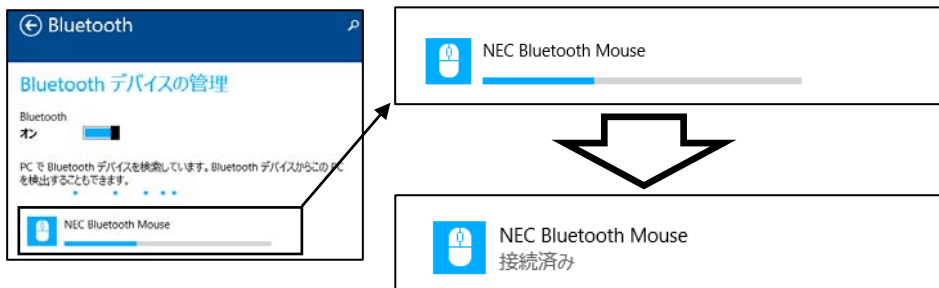 Bluetooth
Bluetooth デバイスの管理
Bluetooth
オン
PC で Bluetooth デバイスを検索しています。Bluetooth デバイスからこの PC
を検出することもできます。
NEC Bluetooth Mouse
NEC Bluetooth Mouse
NEC Bluetooth Mouse
接続済み